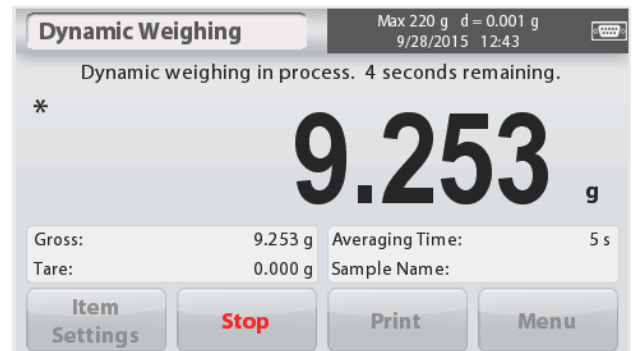 Dynamic Weighing
Max 220 g d = 0.001 g
9/28/2015 12:43
Dynamic weighing in process. 4 seconds remaining.
*
9.253 g
Gross: 9.253 g
Tare: 0.000 g
Averaging Time: 5 s
Sample Name:
Item
Settings
Stop
Print
Menu